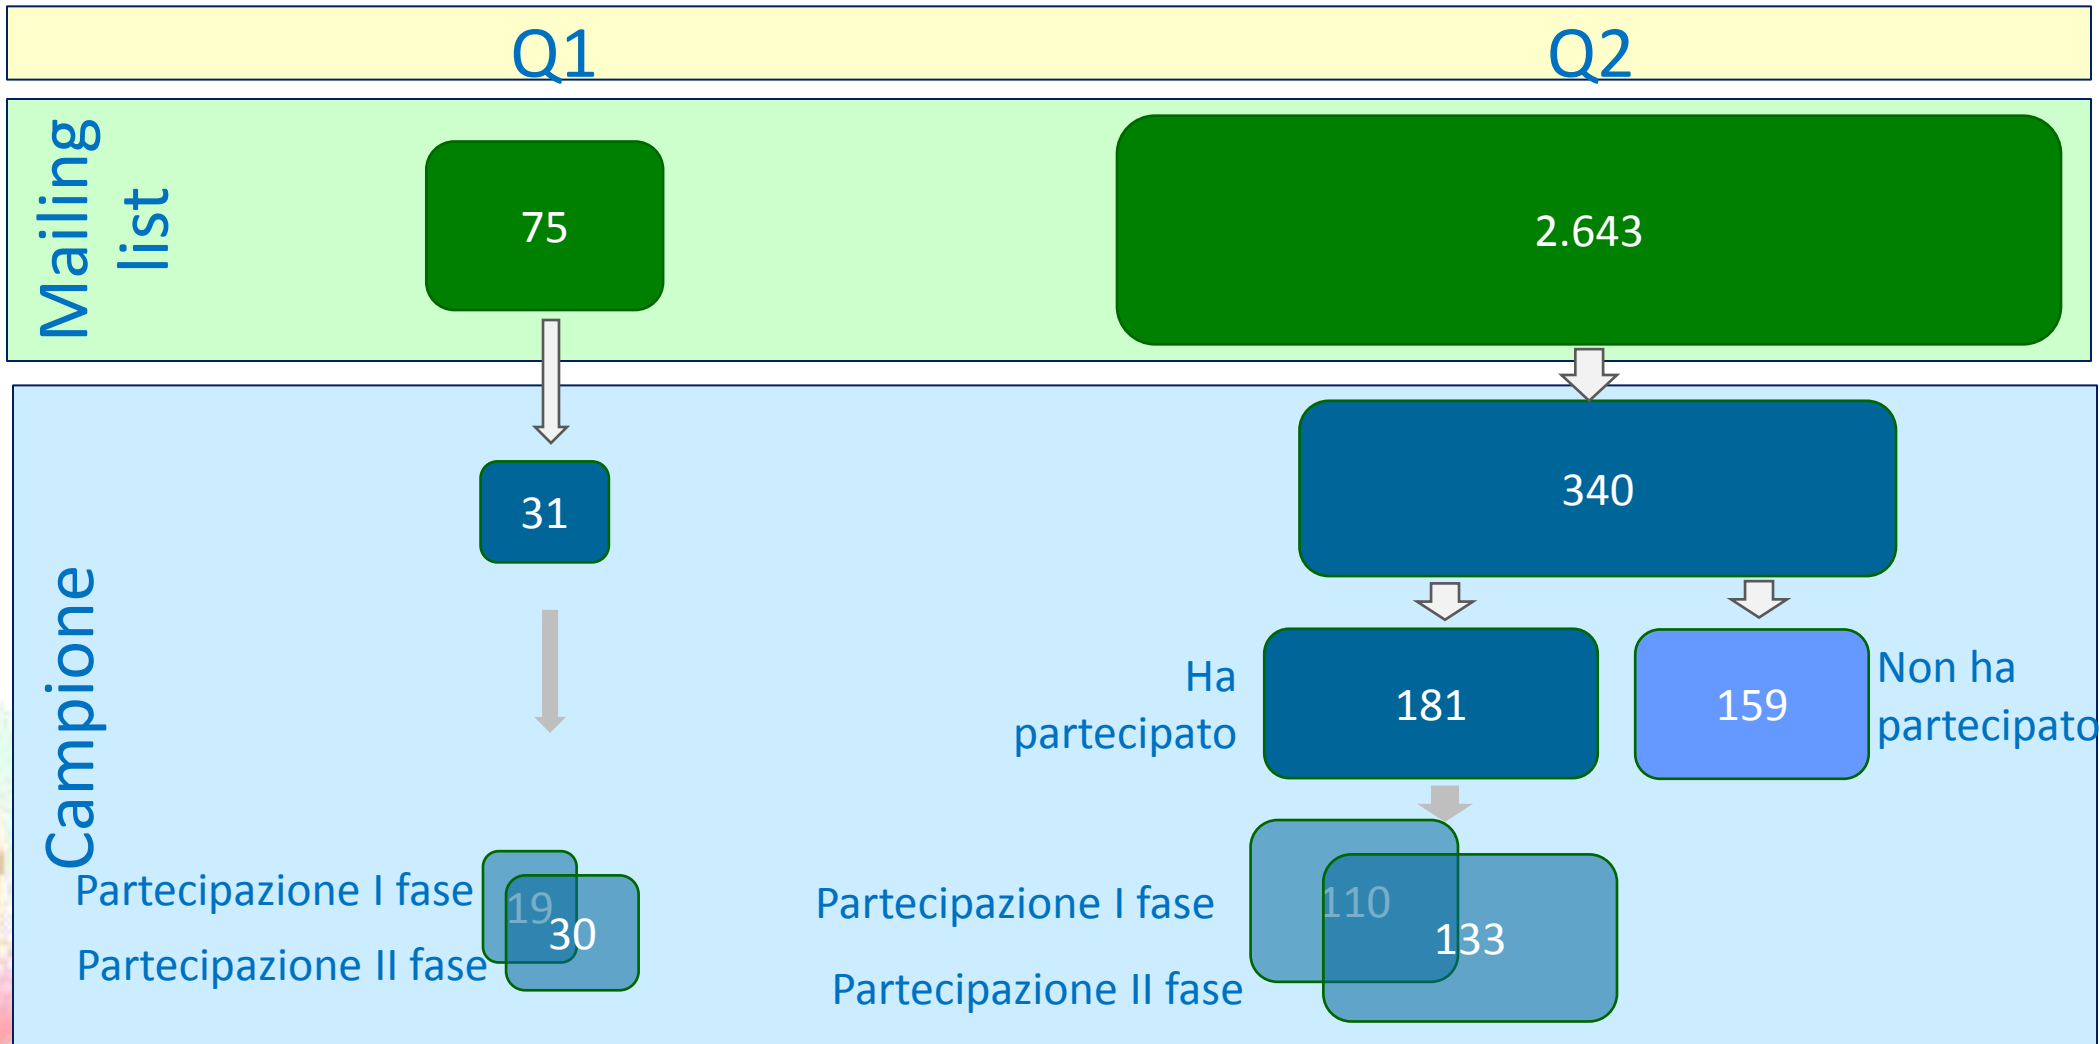 Q1
Q2
Mailing
list
75
2.643
Campione
31
340
Ha
partecipato
181
159
Non ha
partecipato
Partecipazione I fase
19
30
Partecipazione II fase
Partecipazione I fase
110
133
Partecipazione II fase